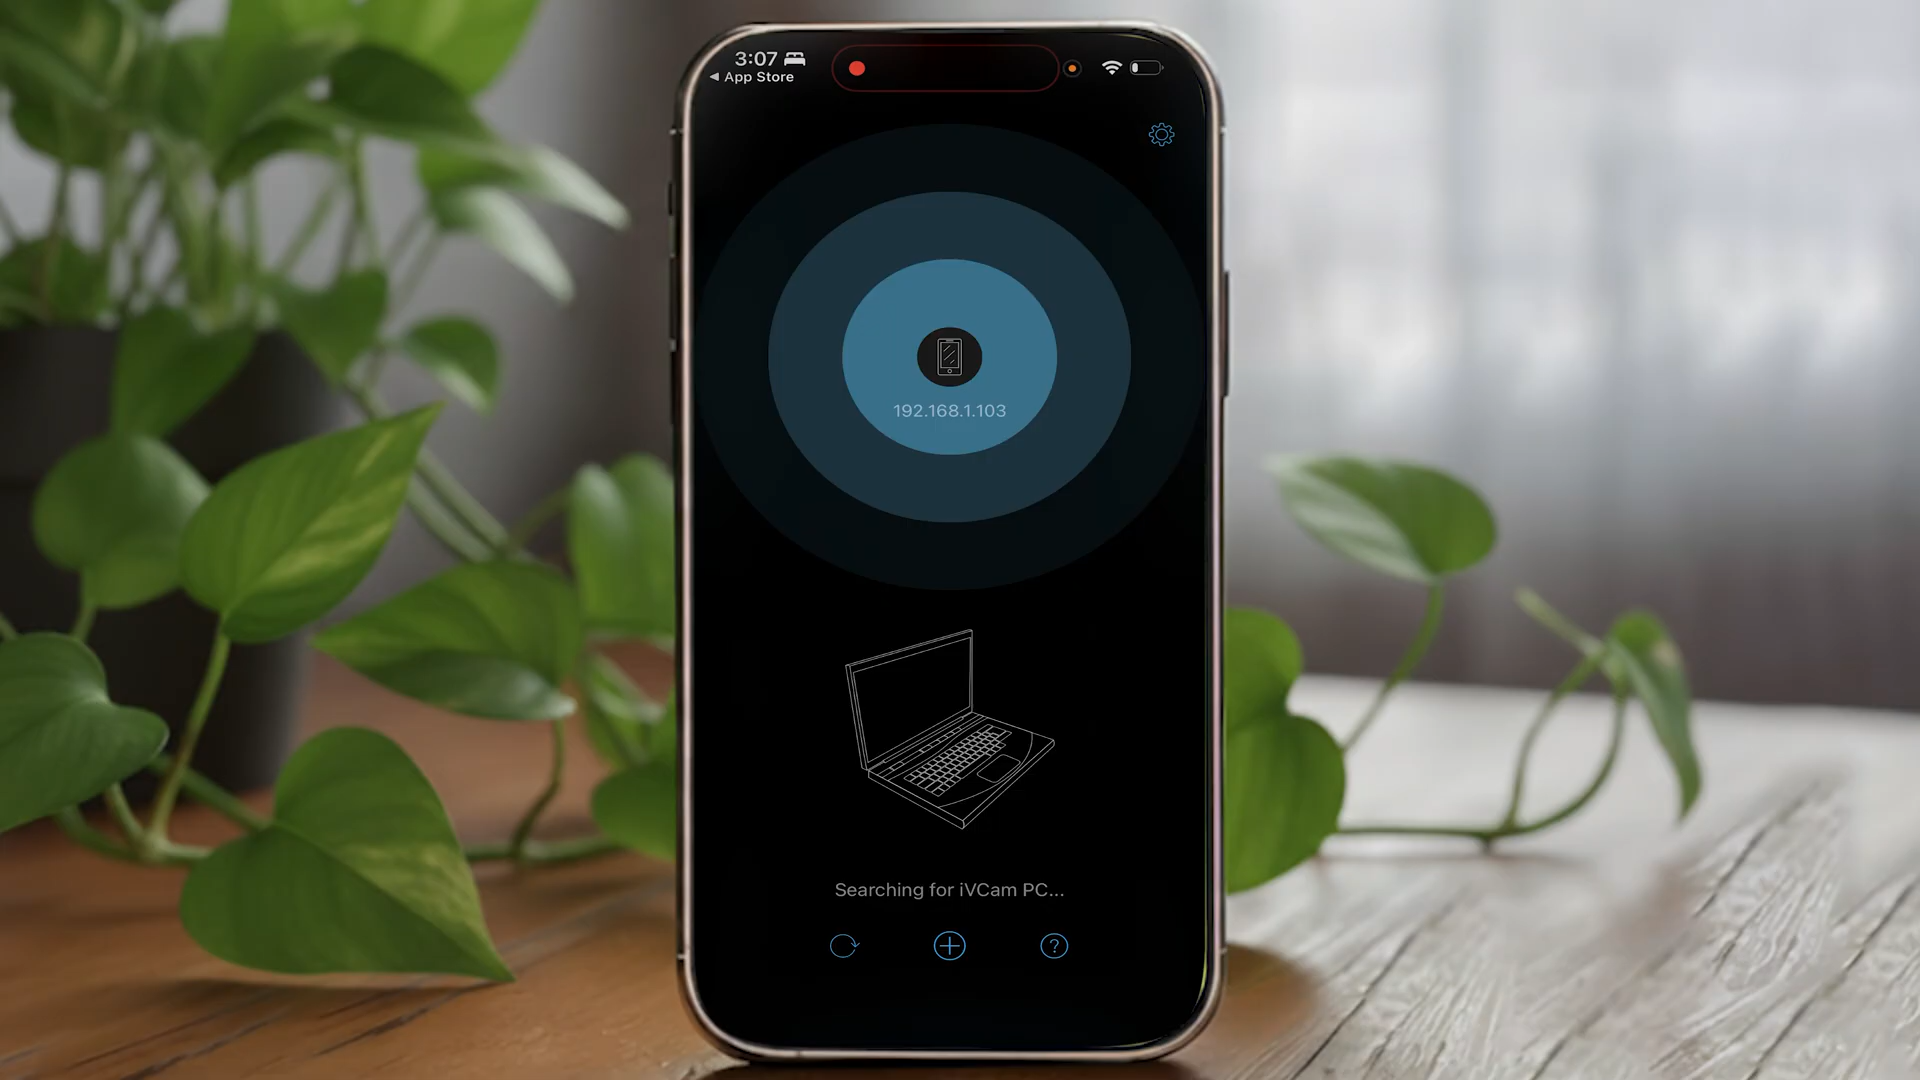 3:07
◀ App Store
192.168.1.103
Searching for iVCam PC...
?